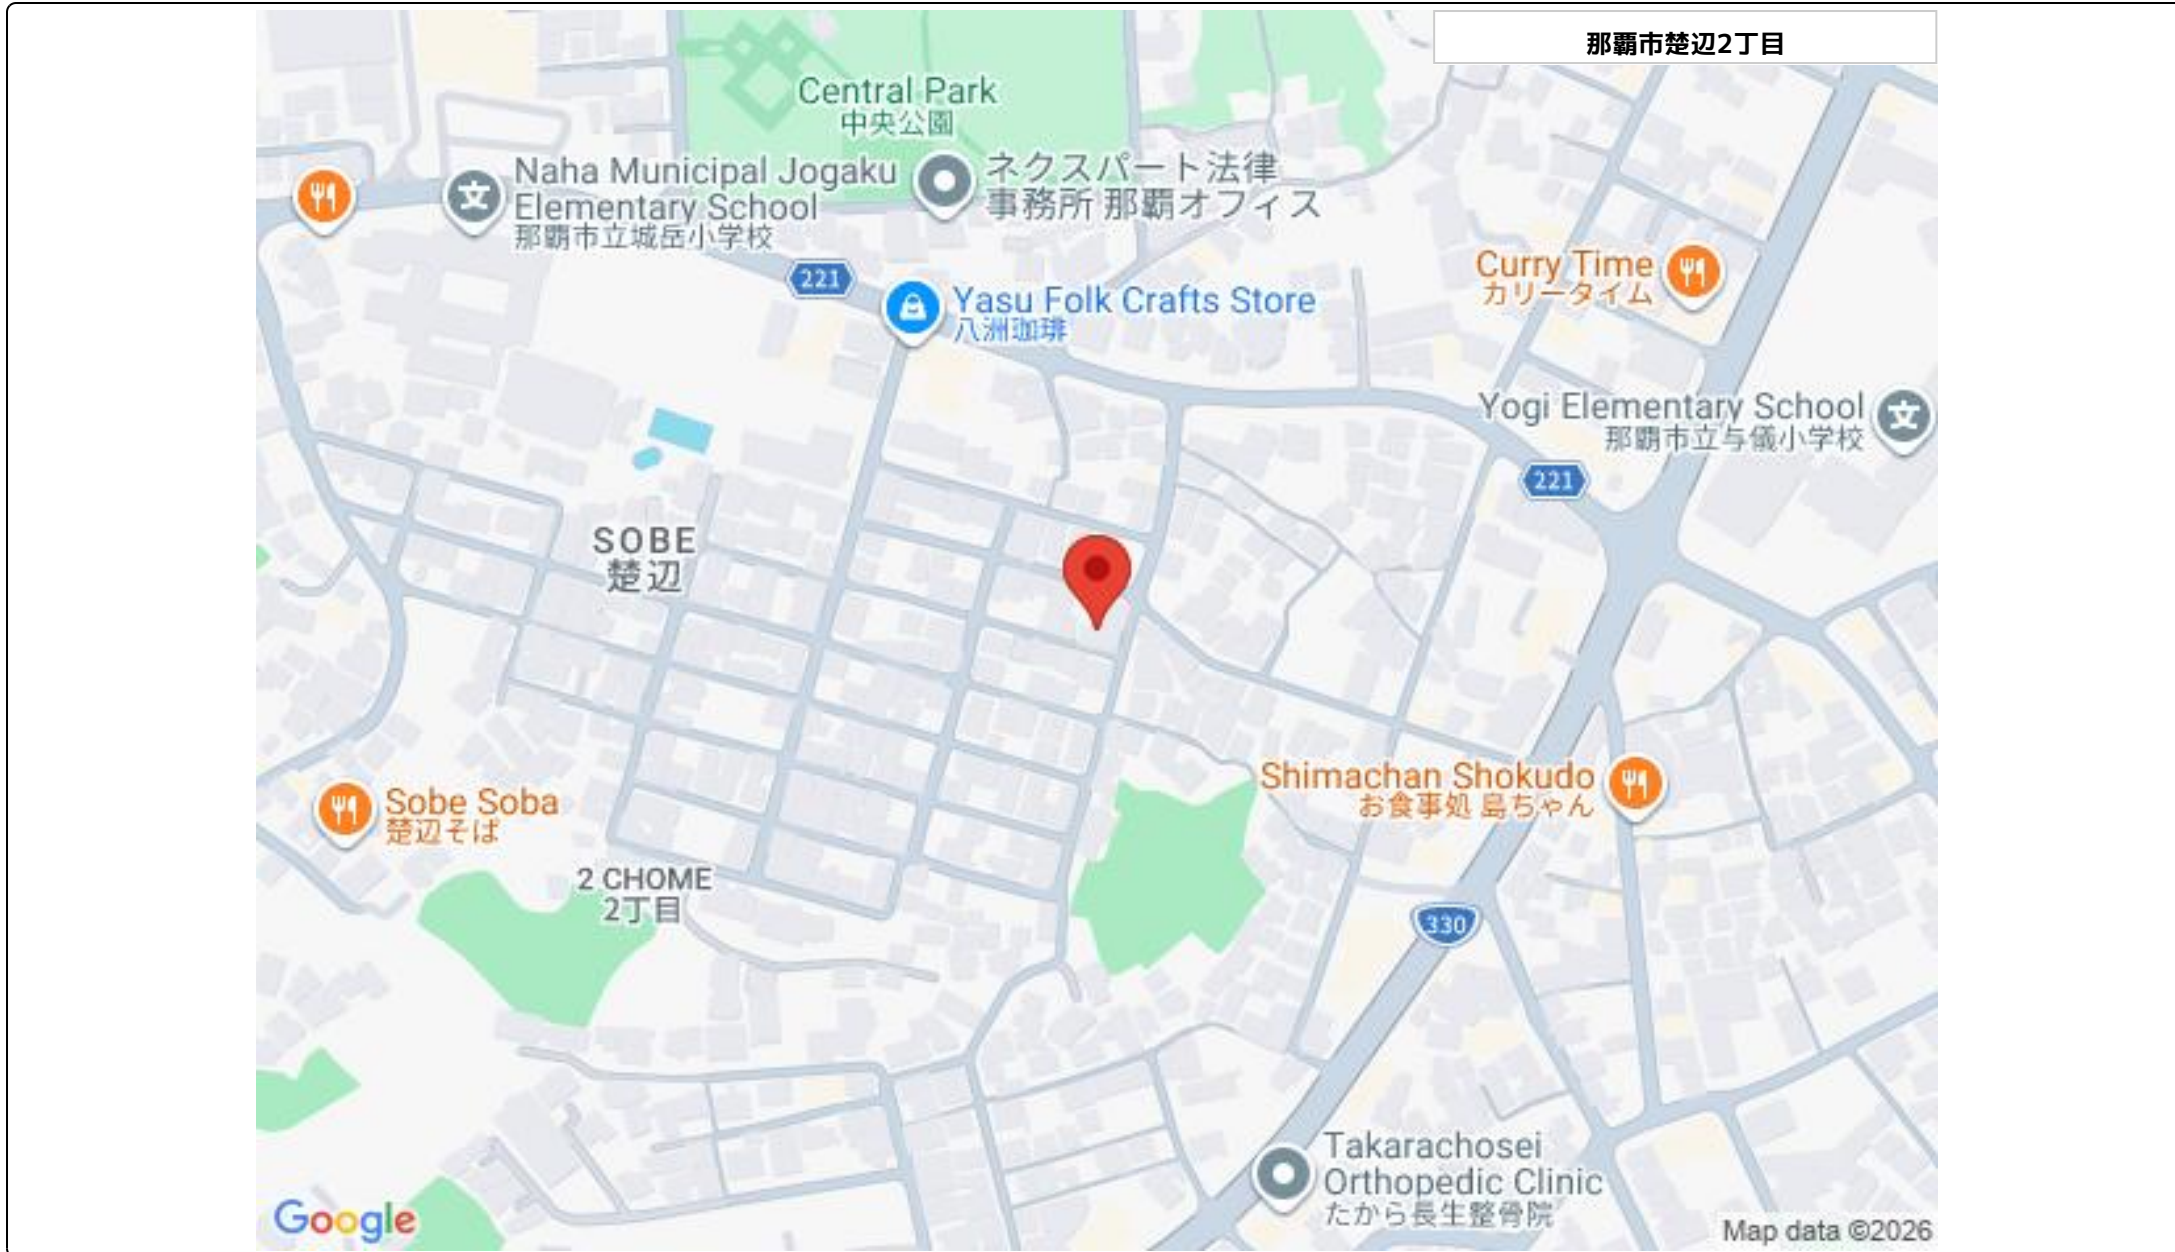 那覇市楚辺2丁目
Central Park
中央公園
Naha Municipal Jogaku
Elementary School
那覇市立城岳小学校
ネクスパート法律
事務所 那覇オフィス
221
Yasu Folk Crafts Store
八洲珈琲
Curry Time
カリータイム
Yogi Elementary School
那覇市立与儀小学校
221
SOBE
楚辺
Shimachan Shokudo
お食事処 島ちゃん
Sobe Soba
楚辺そば
2 CHOME
2丁目
330
Takarachosei
Orthopedic Clinic
たから長生整骨院
Google
Map data ©2026